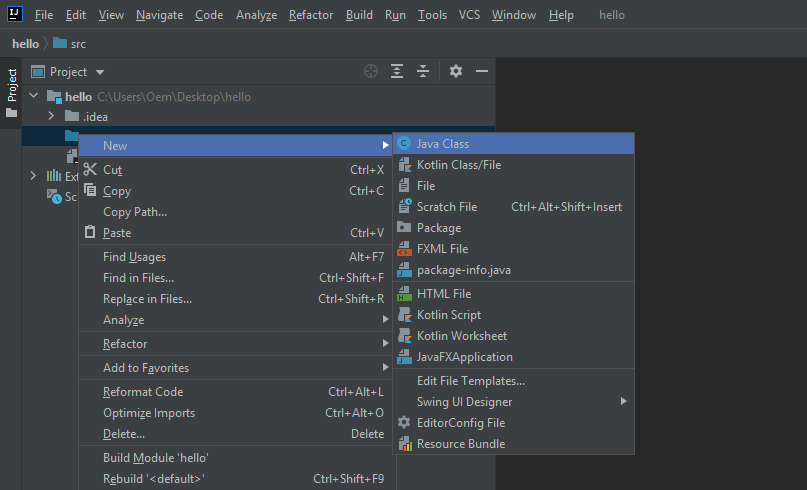 IJ File Edit View Navigate Code Analyze Refactor Build Run Tools VCS Window Help hello
hello src
Project
Project
hello C:\Users\Oem\Desktop\hello
.idea
Ext
Sc
New
Cut Ctrl+X
Copy Ctrl+C
Copy Path...
Paste Ctrl+V
Find Usages Alt+F7
Find in Files... Ctrl+Shift+F
Replace in Files... Ctrl+Shift+R
Analyze
Refactor
Add to Favorites
Reformat Code Ctrl+Alt+L
Optimize Imports Ctrl+Alt+O
Delete... Delete
Build Module 'hello'
Rebuild '<default>' Ctrl+Shift+F9
Java Class
Kotlin Class/File
File
Scratch File Ctrl+Alt+Shift+Insert
Package
FXML File
package-info.java
HTML File
Kotlin Script
Kotlin Worksheet
JavaFXApplication
Edit File Templates...
Swing UI Designer
EditorConfig File
Resource Bundle